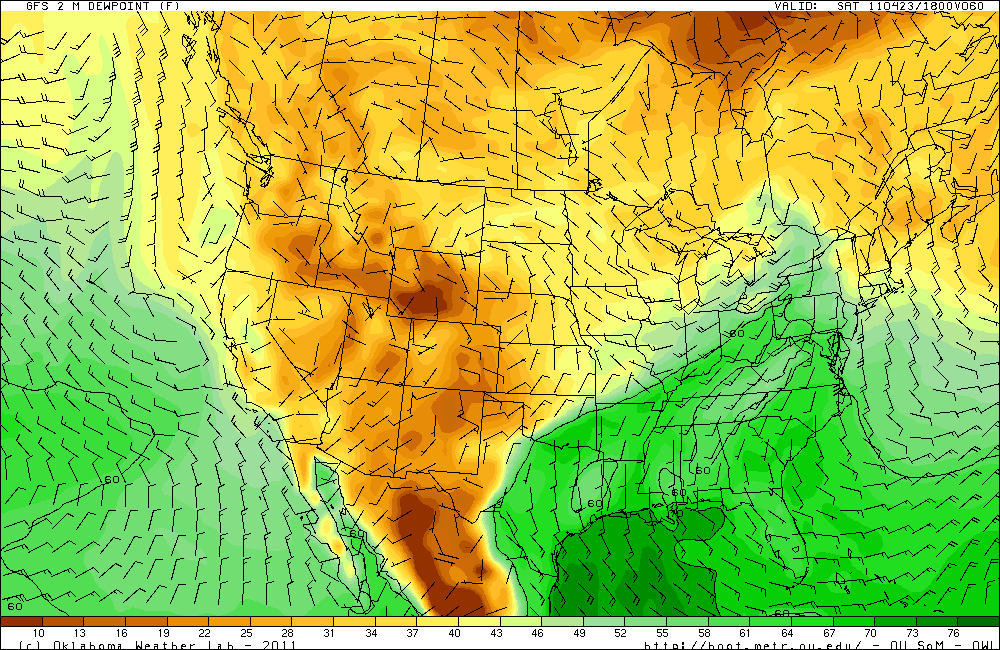 GFS 2 M DEWPOINT (F) VALID: SAT 110423/1800V060
60
60
60
60
60
60
60
10 13 16 19 22 25 28 31 34 37 40 43 46 49 52 55 58 61 64 67 70 73 76
(c) Oklahoma Weather Lab - 2011 http://hoot.metr.ou.edu/ - OU SoM - OWL